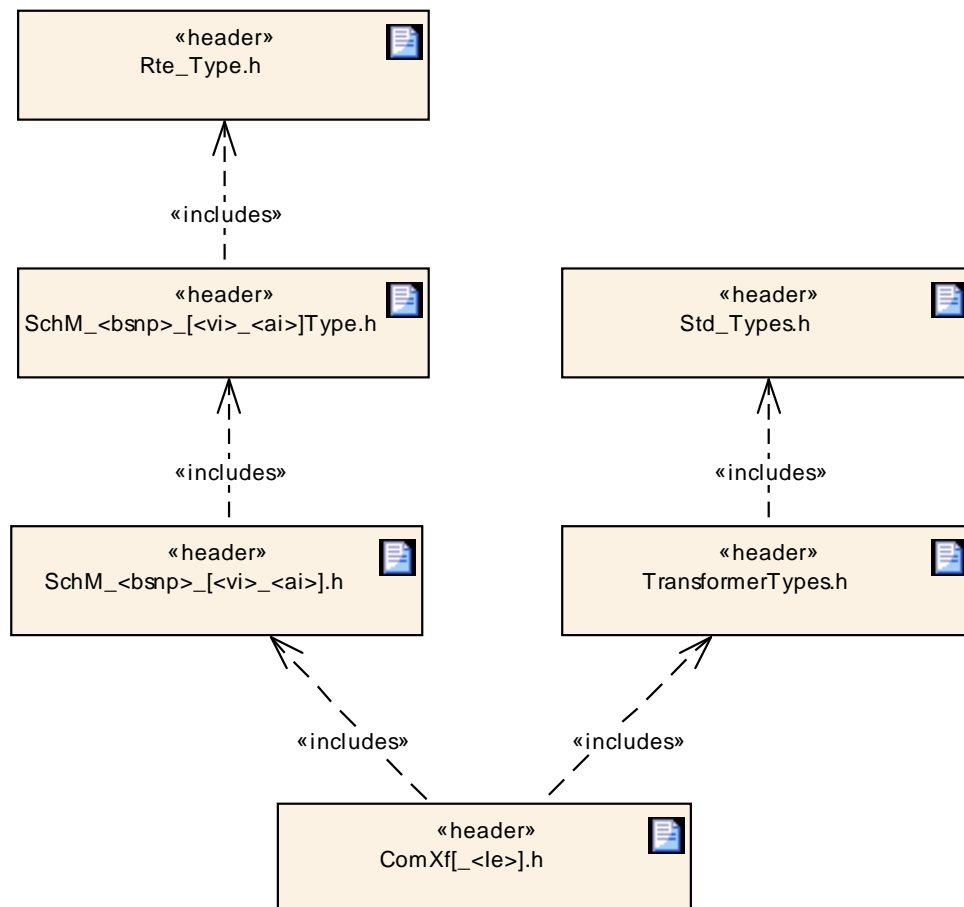 «header»
Rte_Type.h
«includes»
«header»
SchM_<bsnp>_[<vi>_<ai>]Type.h
«header»
Std_Types.h
«includes»
«includes»
«header»
SchM_<bsnp>_[<vi>_<ai>].h
«header»
TransformerTypes.h
«includes»
«includes»
«header»
ComXf[_<Ie>].h